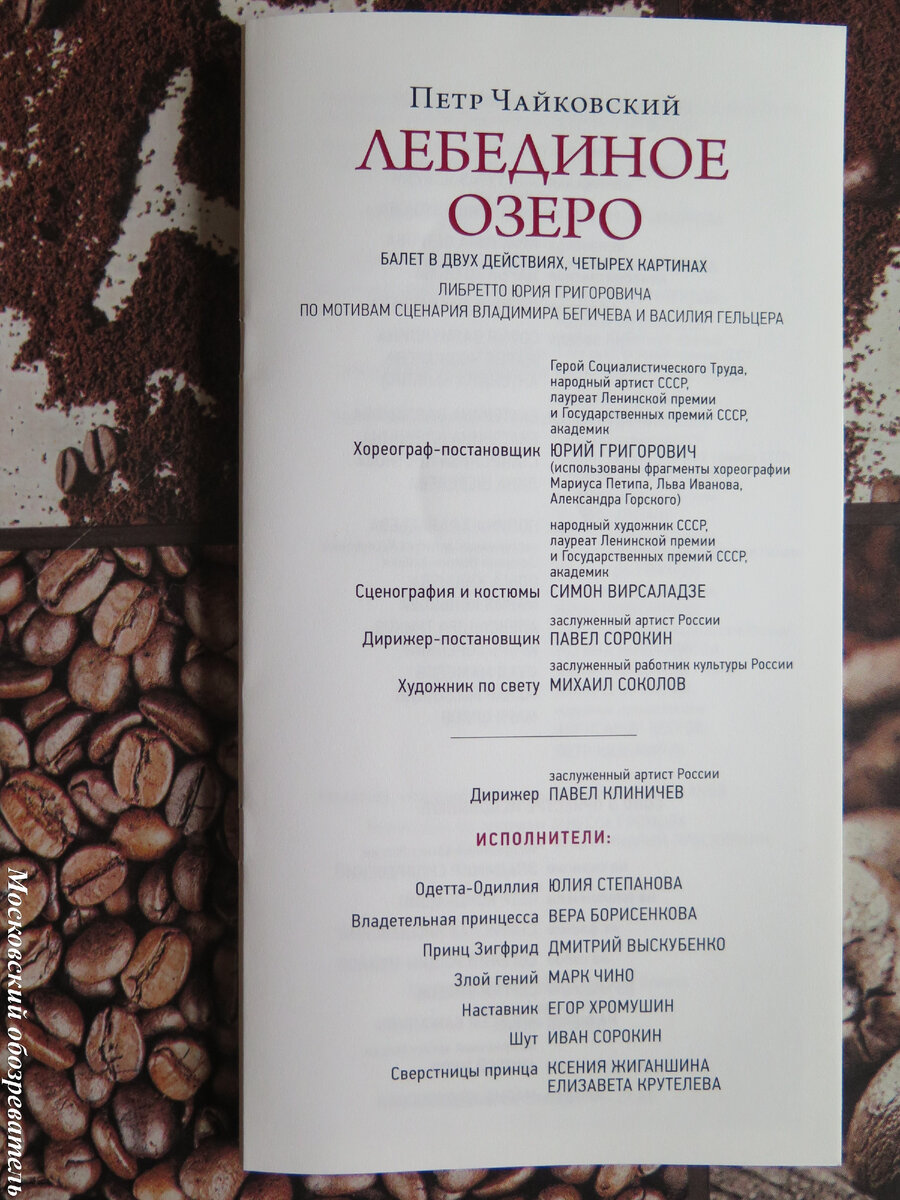 Петр Чайковский
ЛЕБЕДИНОЕ
ОЗЕРО
БАЛЕТ В ДВУХ ДЕЙСТВИЯХ, ЧЕТЫРЕХ КАРТИНАХ
ЛИБРЕТТО ЮРИЯ ГРИГОРОВИЧА
ПО МОТИВАМ СЦЕНАРИЯ ВЛАДИМИРА БЕГИЧЕВА И ВАСИЛИЯ ГЕЛЬЦЕРА
Герой Социалистического Труда,
народный артист СССР,
лауреат Ленинской премии
и Государственных премий СССР,
академик
Хореограф-постановщик ЮРИЙ ГРИГОРОВИЧ
(использованы фрагменты хореографии
Мариуса Петипа, Льва Иванова,
Александра Горского)
народный художник СССР,
лауреат Ленинской премии
и Государственных премий СССР,
академик
Сценография и костюмы СИМОН ВИРСАЛАДЗЕ
заслуженный артист России
Дирижер-постановщик ПАВЕЛ СОРОКИН
заслуженный работник культуры России
Художник по свету МИХАИЛ СОКОЛОВ
заслуженный артист России
Дирижер ПАВЕЛ КЛИНИЧЕВ
ИСПОЛНИТЕЛИ:
Одетта-Одиллия ЮЛИЯ СТЕПАНОВА
Владетельная принцесса ВЕРА БОРИСЕНКОВА
Принц Зигфрид ДМИТРИЙ ВЫСКУБЕНКО
Злой гений МАРК ЧИНО
Наставник ЕГОР ХРОМУШИН
Шут ИВАН СОРОКИН
Сверстницы принца КСЕНИЯ ЖИГАНШИНА
ЕЛИЗАВЕТА КРУТЕЛЕВА
Московский обозреватель